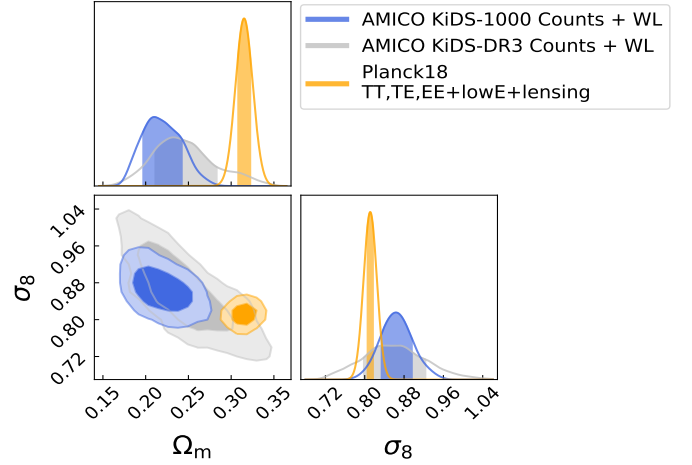 AMICO KiDS-1000 Counts + WL
AMICO KiDS-DR3 Counts + WL
Planck18
TT,TE,EE+lowE+lensing
1.04
0.96
0.88
0.80
0.72
σ8
0.15
0.20
0.25
0.30
0.35
Ωm
0.72
0.80
0.88
0.96
1.04
σ8